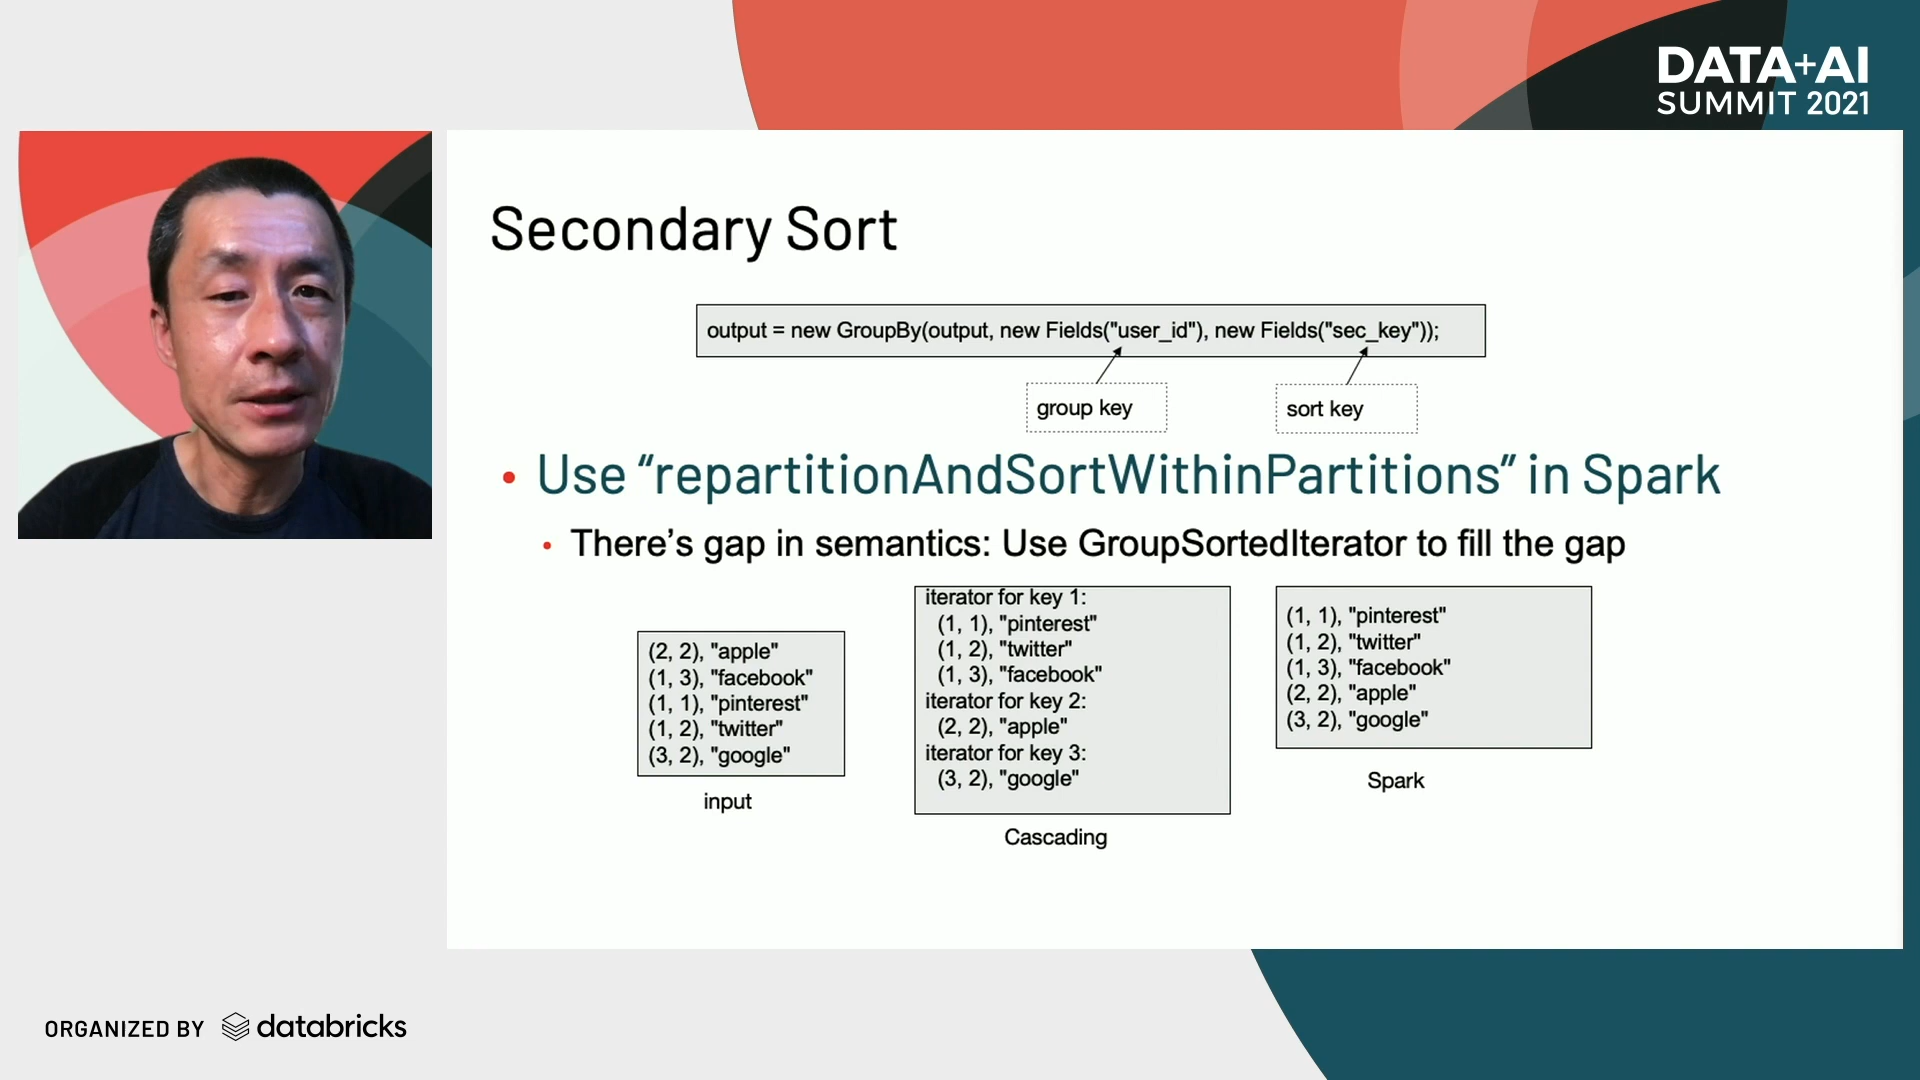 DATA+AI
SUMMIT 2021
Secondary Sort
output = new GroupBy(output, new Fields("user_id"), new Fields("sec_key"));
group key
sort key
• Use “repartitionAndSortWithinPartitions” in Spark
• There’s gap in semantics: Use GroupSortedIterator to fill the gap
(2, 2), "apple"
(1, 3), "facebook"
(1, 1), "pinterest"
(1, 2), "twitter"
(3, 2), "google"
input
iterator for key 1:
(1, 1), "pinterest"
(1, 2), "twitter"
(1, 3), "facebook"
iterator for key 2:
(2, 2), "apple"
iterator for key 3:
(3, 2), "google"
Cascading
(1, 1), "pinterest"
(1, 2), "twitter"
(1, 3), "facebook"
(2, 2), "apple"
(3, 2), "google"
Spark
ORGANIZED BY databricks